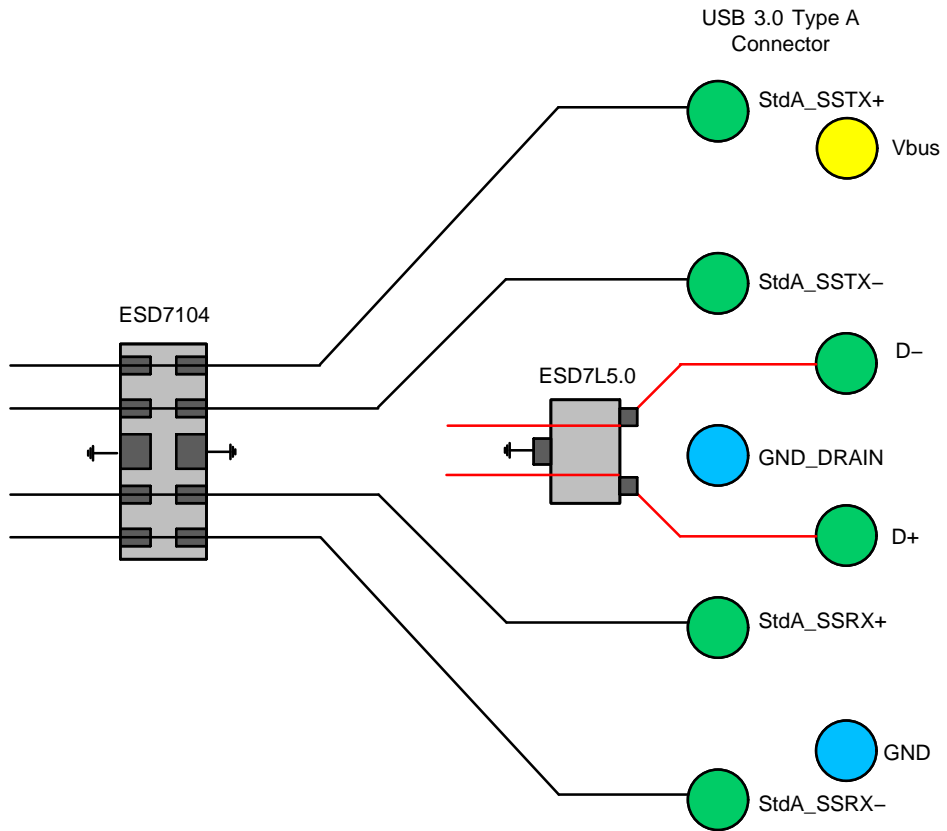 USB 3.0 Type A
Connector
StdA_SSTX+
Vbus
StdA_SSTX−
ESD7104
D−
ESD7L5.0
GND_DRAIN
D+
StdA_SSRX+
GND
StdA_SSRX−